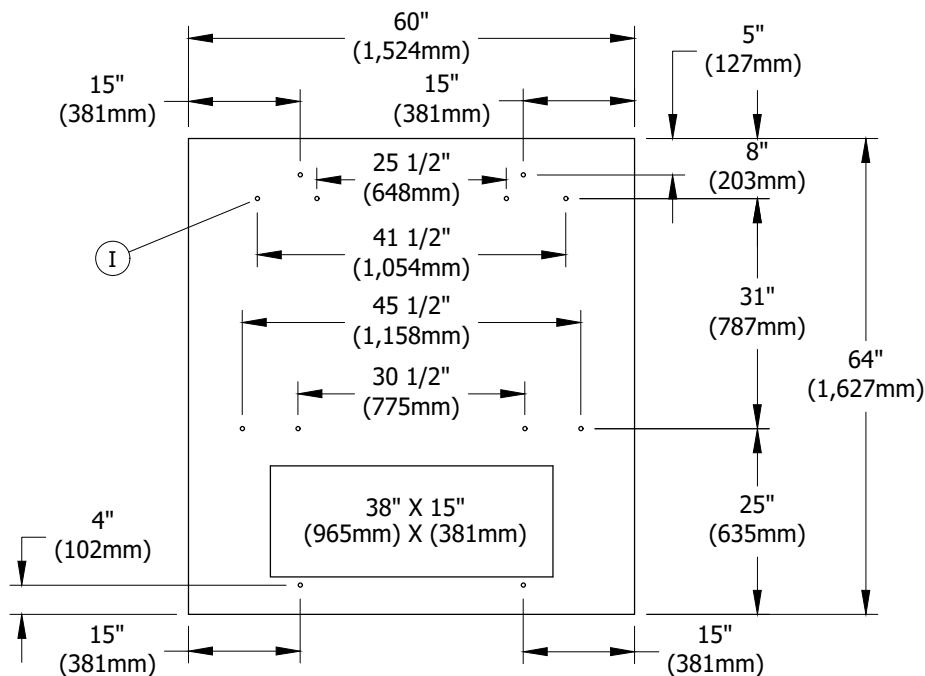 60"
(1,524mm)
5"
(127mm)
15"
(381mm)
15"
(381mm)
25 1/2"
(648mm)
8"
(203mm)
I
41 1/2"
(1,054mm)
45 1/2"
(1,158mm)
31"
(787mm)
64"
(1,627mm)
30 1/2"
(775mm)
38" X 15"
(965mm) X (381mm)
25"
(635mm)
4"
(102mm)
15"
(381mm)
15"
(381mm)